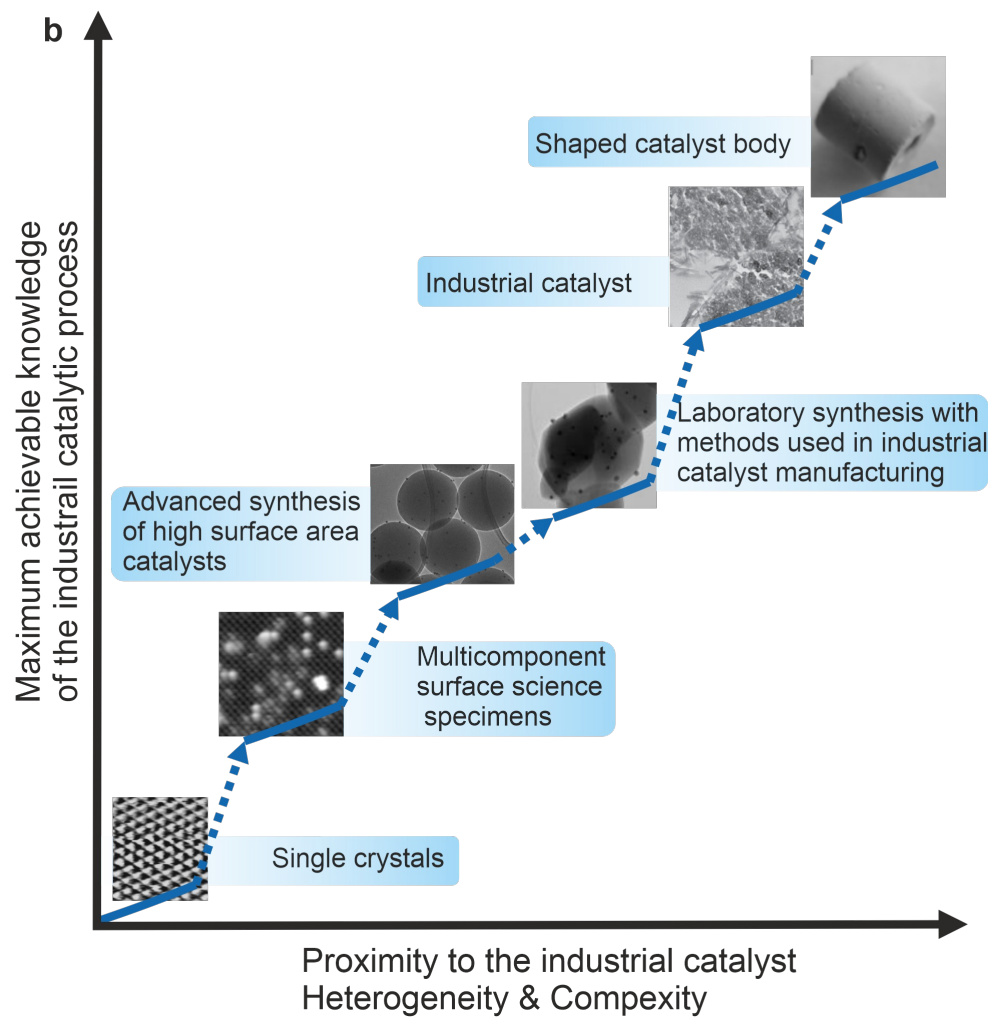 b
Maximum achievable knowledge
of the industrail catalytic process
Shaped catalyst body
Industrial catalyst
Laboratory synthesis with
methods used in industrial
catalyst manufacturing
Advanced synthesis
of high surface area
catalysts
Multicomponent
surface science
specimens
Single crystals
Proximity to the industrial catalyst
Heterogeneity & Compexity